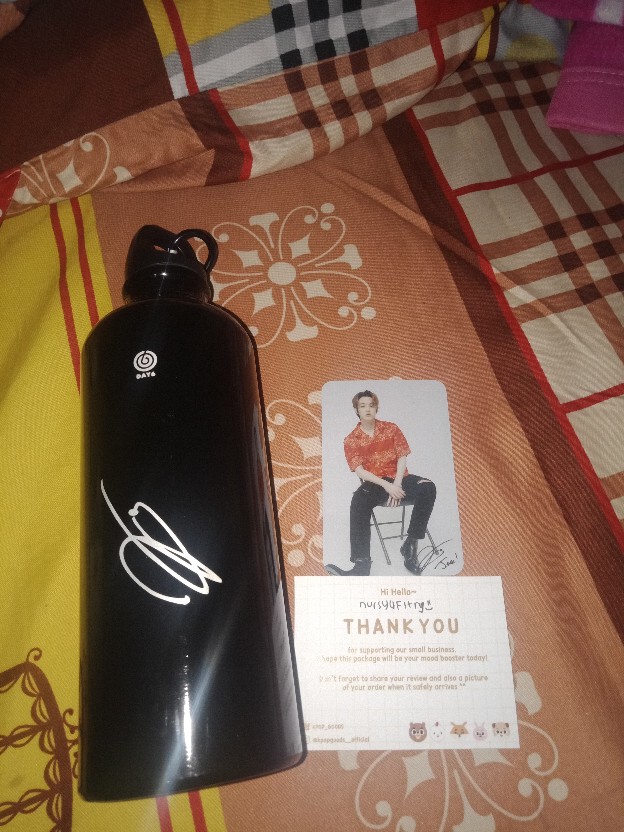 DAY6
Jae!
Hi Hello~
nursyafitry
THANKYOU
for supporting our small business.
hope this package will be your mood booster today!
Don't forget to share your review and also a picture
of your order when it safely arrives ^^